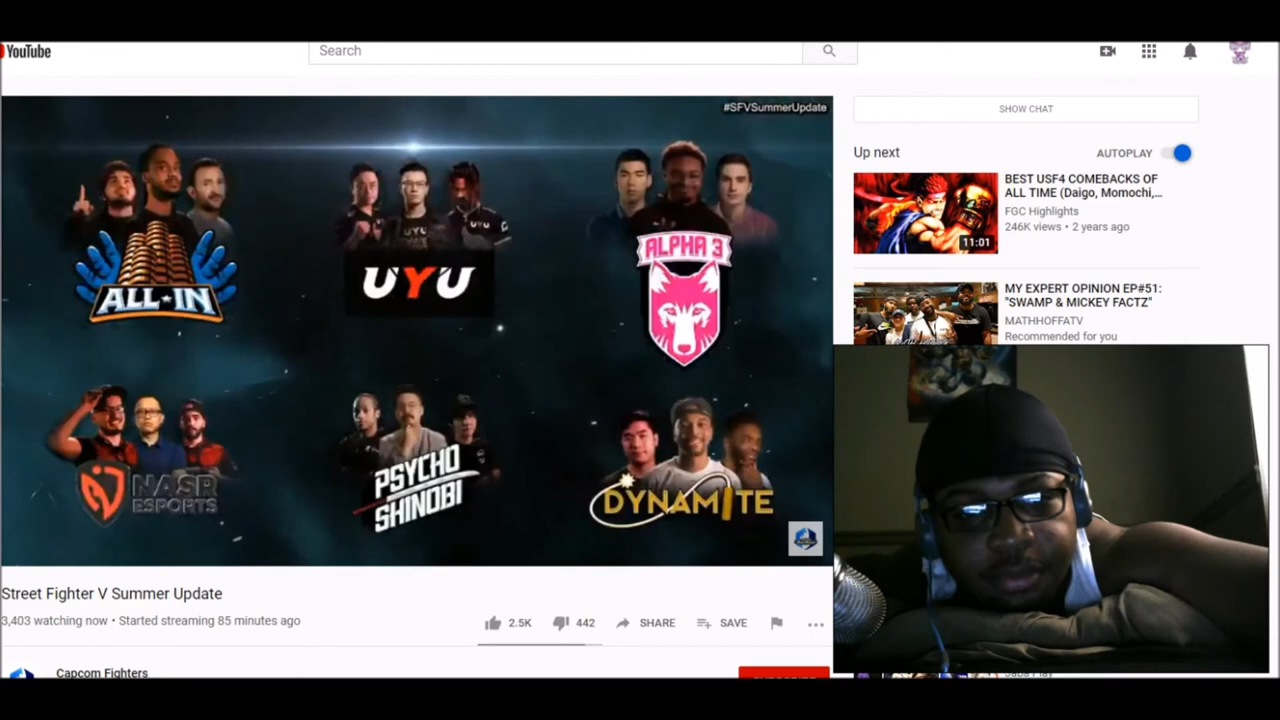 YouTube
Search
#SFVSummerUpdate
ALL★IN
UYU
ALPHA 3
UYU
UYU
NASR
ESPORTS
PSYCHO
SHINOBI
DYNAMITE
Street Fighter V Summer Update
3,403 watching now • Started streaming 85 minutes ago
2.5K
442
SHARE
SAVE
Capcom Fighters
SHOW CHAT
Up next
AUTOPLAY
11:01
BEST USF4 COMEBACKS OF
ALL TIME (Daigo, Momochi,...
FGC Highlights
246K views • 2 years ago
MY EXPERT OPINION EP#51:
"SWAMP & MICKEY FACTZ"
MATHHOFFATV
Recommended for you